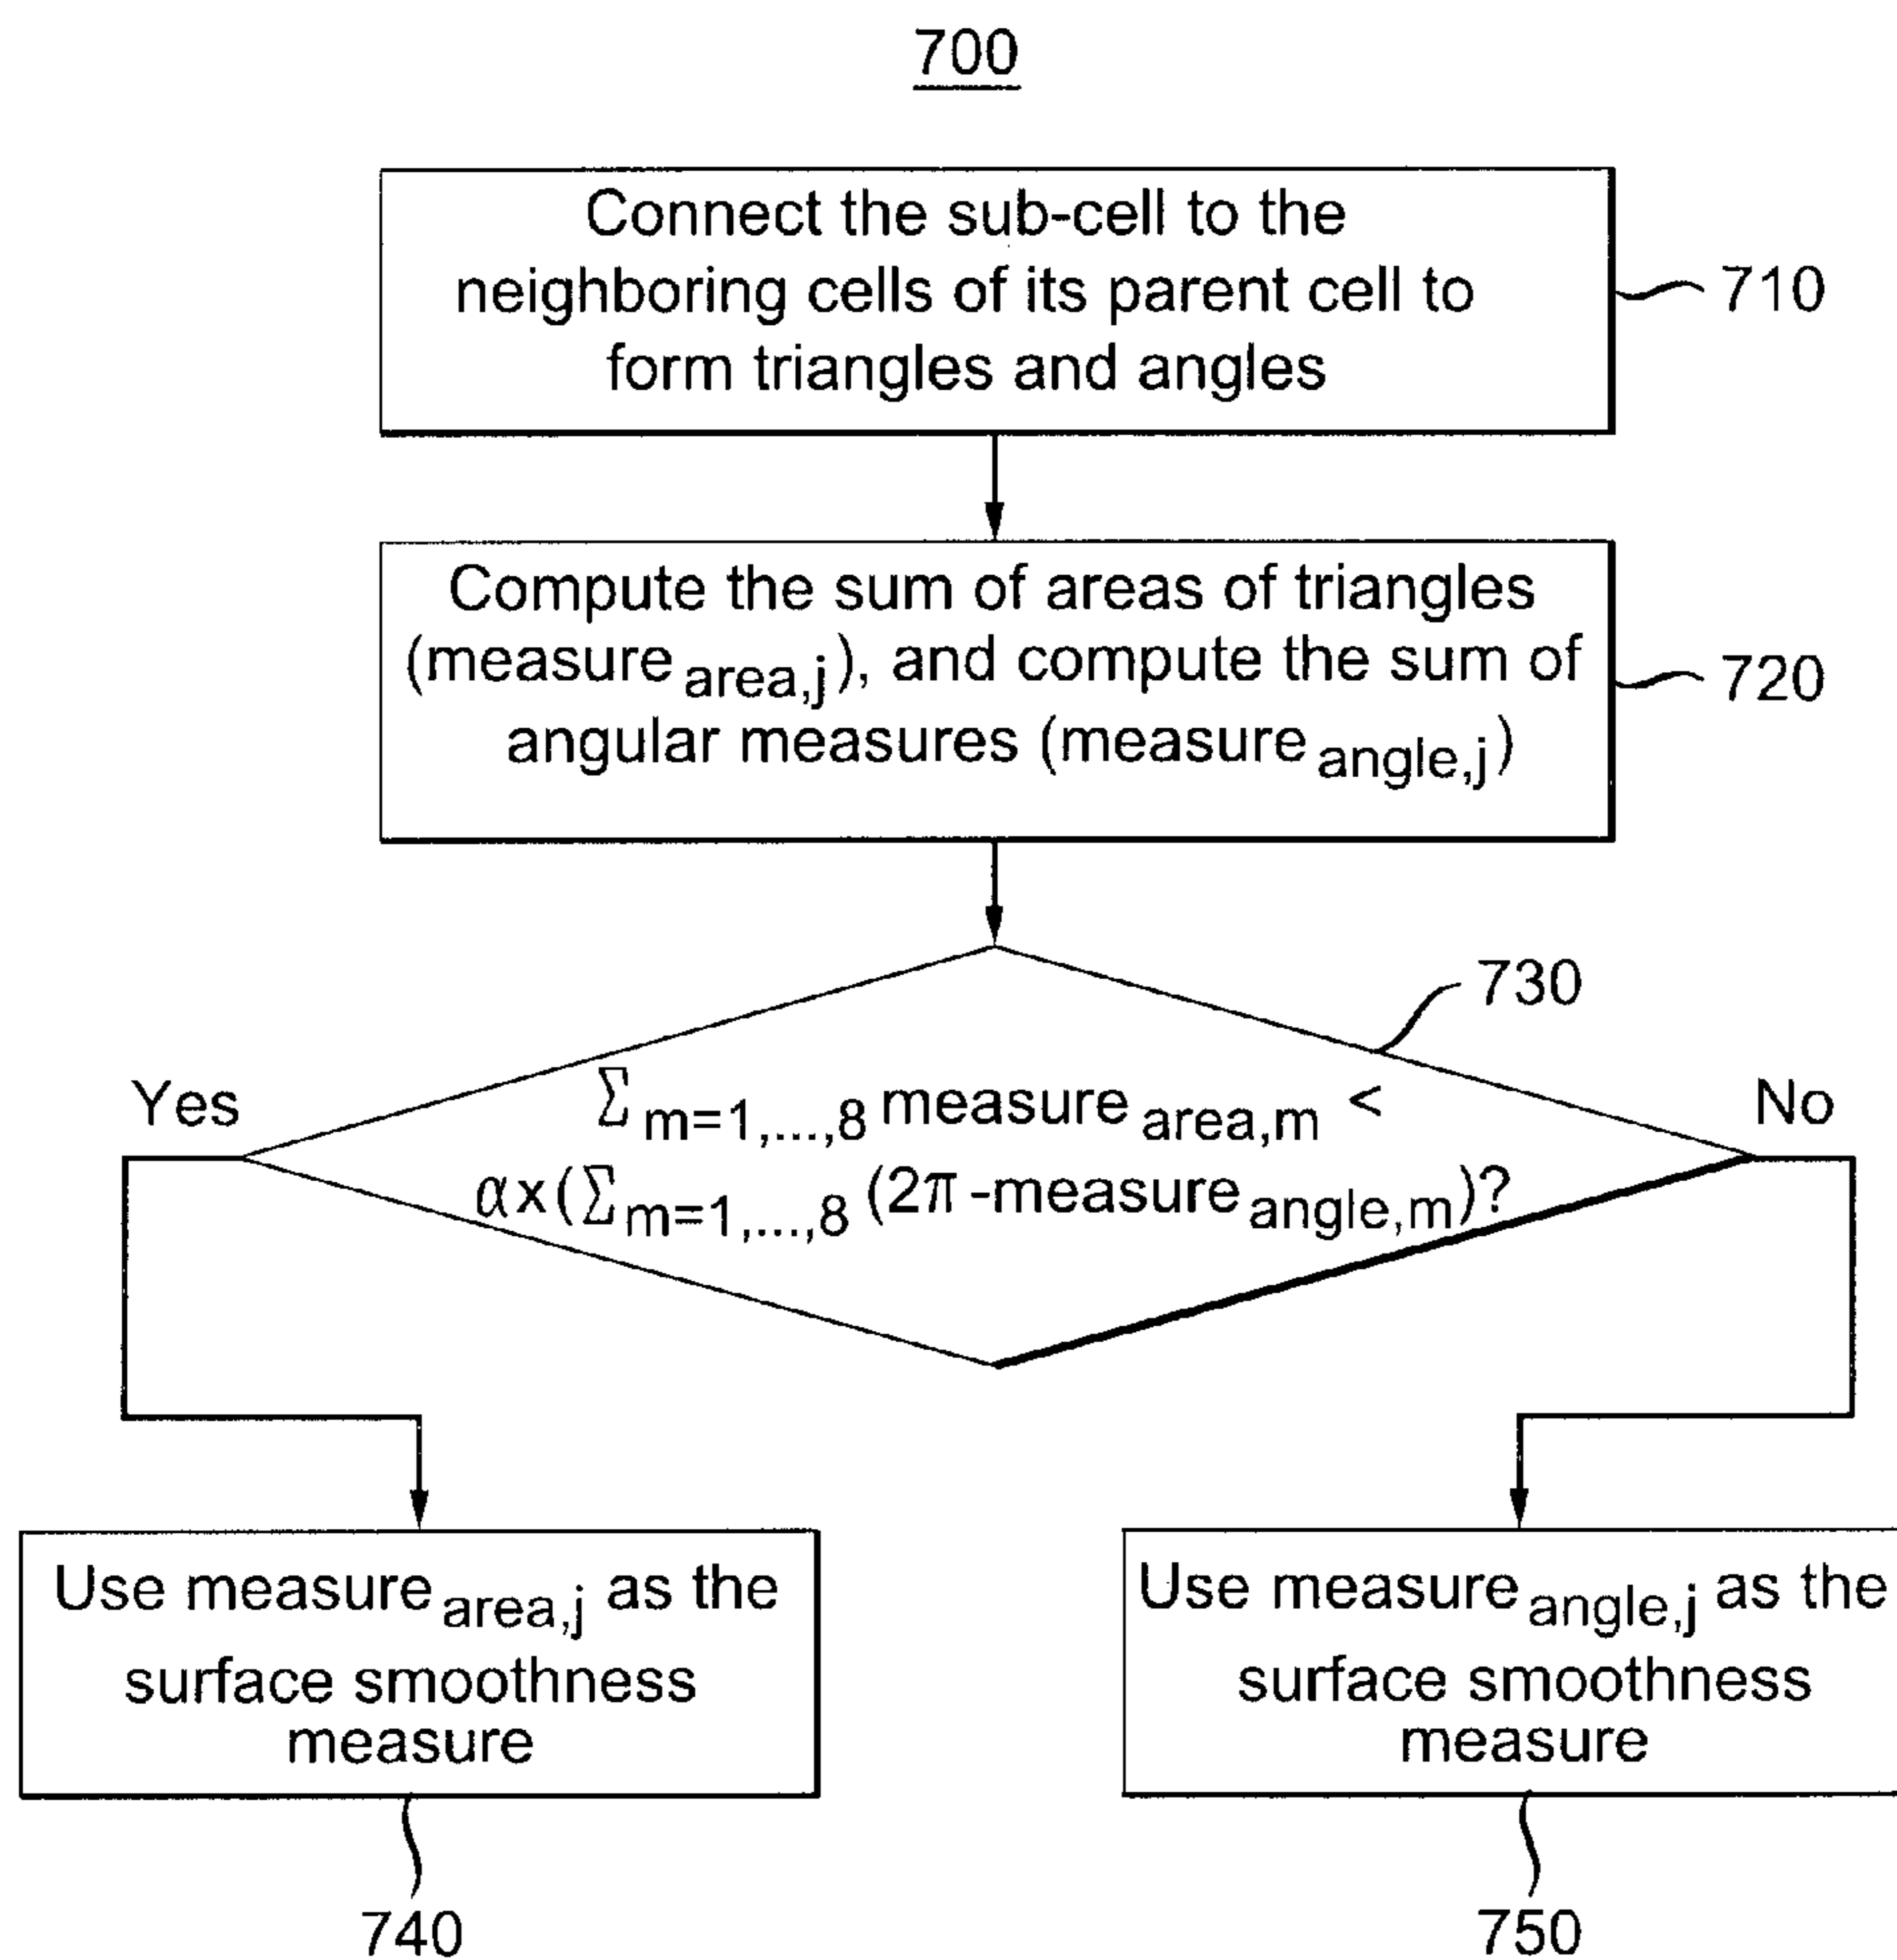 700
Connect the sub-cell to the
neighboring cells of its parent cell to
form triangles and angles
710
Compute the sum of areas of triangles
(measure area,j), and compute the sum of
angular measures (measure angle,j)
720
730
Yes
No
Σ m=1,...,8 measure area,m <
αx(Σ m=1,...,8 (2π-measure angle,m)?
Use measure area,j as the
surface smoothness
measure
Use measure angle,j as the
surface smoothness
measure
740
750